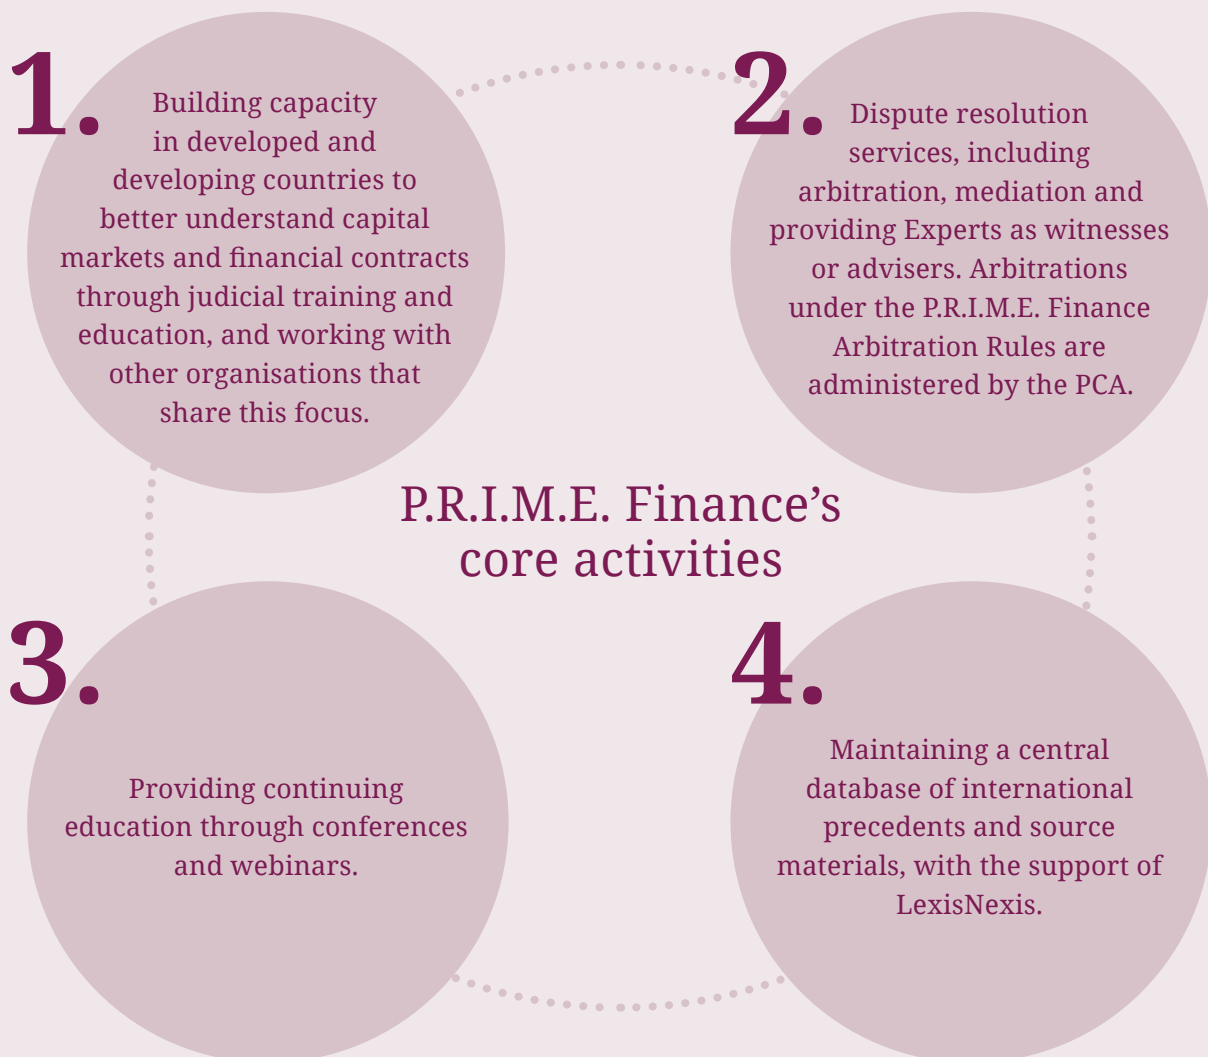 1.
Building capacity
in developed and
developing countries to
better understand capital
markets and financial contracts
through judicial training and
education, and working with
other organisations that
share this focus.
2.
Dispute resolution
services, including
arbitration, mediation and
providing Experts as witnesses
or advisers. Arbitrations
under the P.R.I.M.E. Finance
Arbitration Rules are
administered by the PCA.
P.R.I.M.E. Finance’s
core activities
3.
Providing continuing
education through conferences
and webinars.
4.
Maintaining a central
database of international
precedents and source
materials, with the support of
LexisNexis.